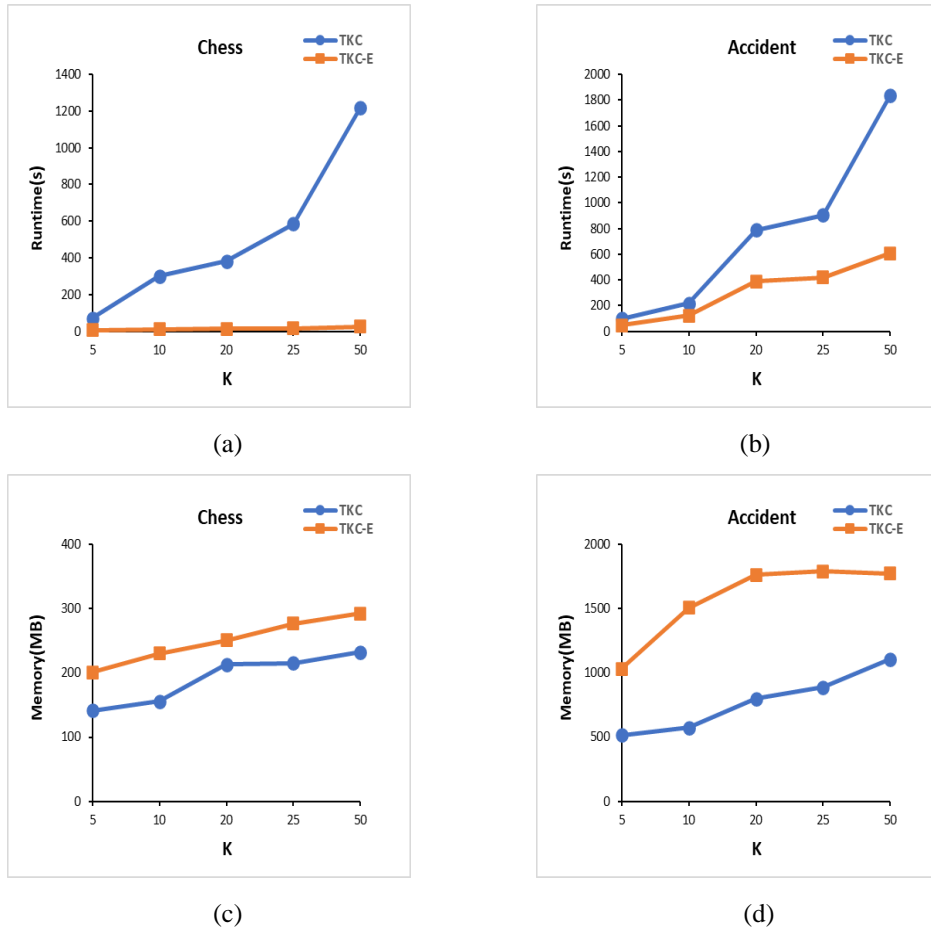 Chess
TKC
TKC-E
Runtime(s)
1400
1200
1000
800
600
400
200
0
5 10 20 25 50
K
(a)
Accident
TKC
TKC-E
Runtime(s)
2000
1800
1600
1400
1200
1000
800
600
400
200
0
5 10 20 25 50
K
(b)
Chess
TKC
TKC-E
Memory(MB)
400
300
200
100
0
5 10 20 25 50
K
(c)
Accident
TKC
TKC-E
Memory(MB)
2000
1500
1000
500
0
5 10 20 25 50
K
(d)